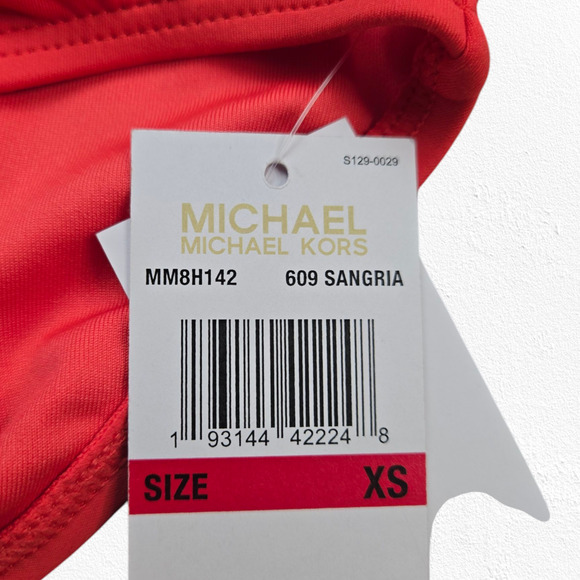 S129-0029
MICHAEL
MICHAEL KORS
MM8H142 609 SANGRIA
1 93144 42224 8
SIZE XS